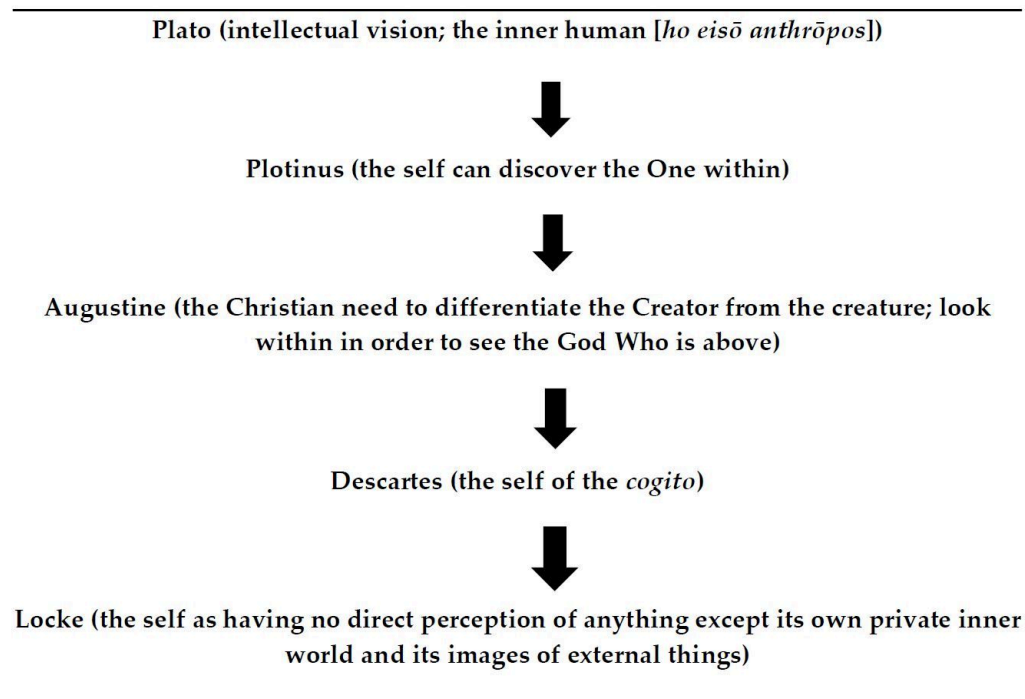 Plato (intellectual vision; the inner human [ho eisō anthrōpos])
Plotinus (the self can discover the One within)
Augustine (the Christian need to differentiate the Creator from the creature; look
within in order to see the God Who is above)
Descartes (the self of the cogito)
Locke (the self as having no direct perception of anything except its own private inner
world and its images of external things)